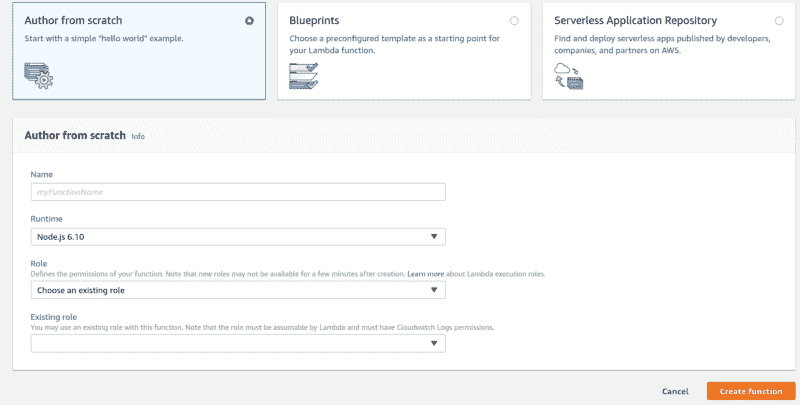 Author from scratch
Start with a simple "hello world" example.
Blueprints
Choose a preconfigured template as a starting point for
your Lambda function.
Serverless Application Repository
Find and deploy serverless apps published by developers,
companies, and partners on AWS.
Author from scratch Info
Name
myFunctionName
Runtime
Node.js 6.10
Role
Defines the permissions of your function. Note that new roles may not be available for a few minutes after creation. Learn more about Lambda execution roles.
Choose an existing role
Existing role
You may use an existing role with this function. Note that the role must be assumable by Lambda and must have Cloudwatch Logs permissions.
Cancel
Create function